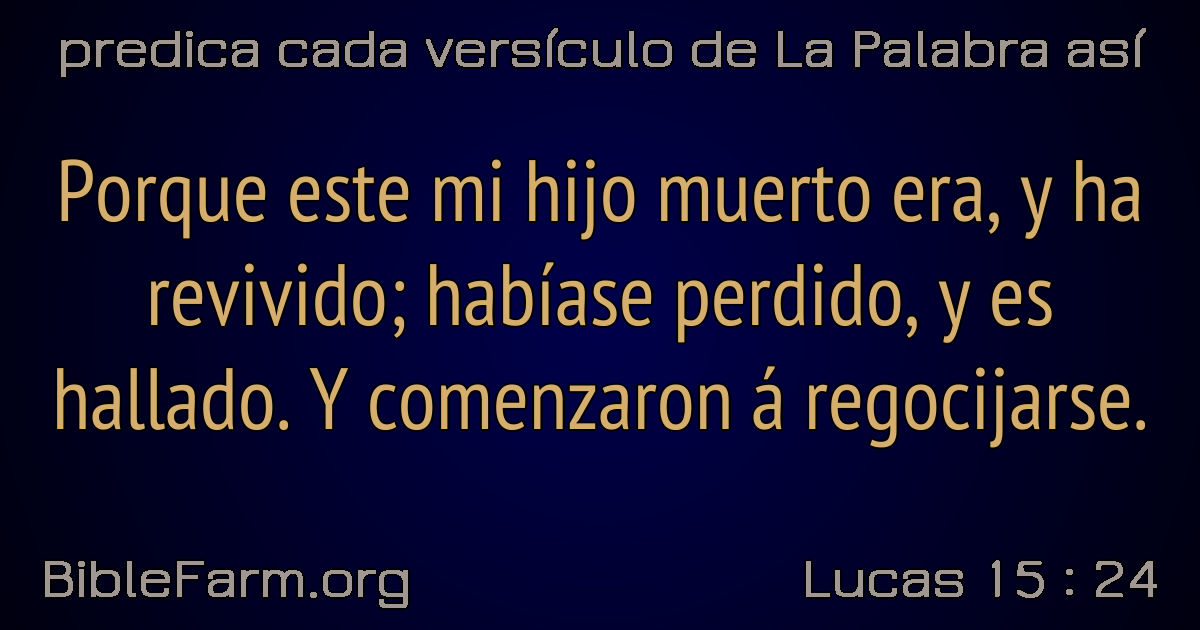 predica cada versículo de La Palabra así
Porque este mi hijo muerto era, y ha
revivido; habíase perdido, y es
hallado. Y comenzaron á regocijarse.
BibleFarm.org
Lucas 15 : 24